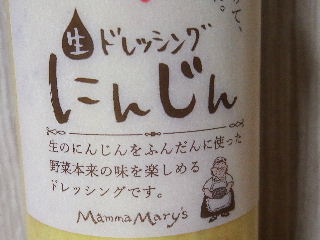 生ドレッシング
にんじん
生のにんじんをふんだんに使った
野菜本来の味を楽しめる
ドレッシングです。
MammaMary's